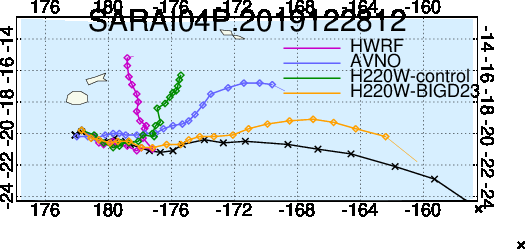 176 180 -176 -172 -168 -164 -160
SARAI04P.2019122812
-14 -14
HWRF
AVNO
-16 -16
H220W-control
H220W-BIGD23
-18 -18
-20 -20
-22 -22
-24 -24
176 180 -176 -172 -168 -164 -160